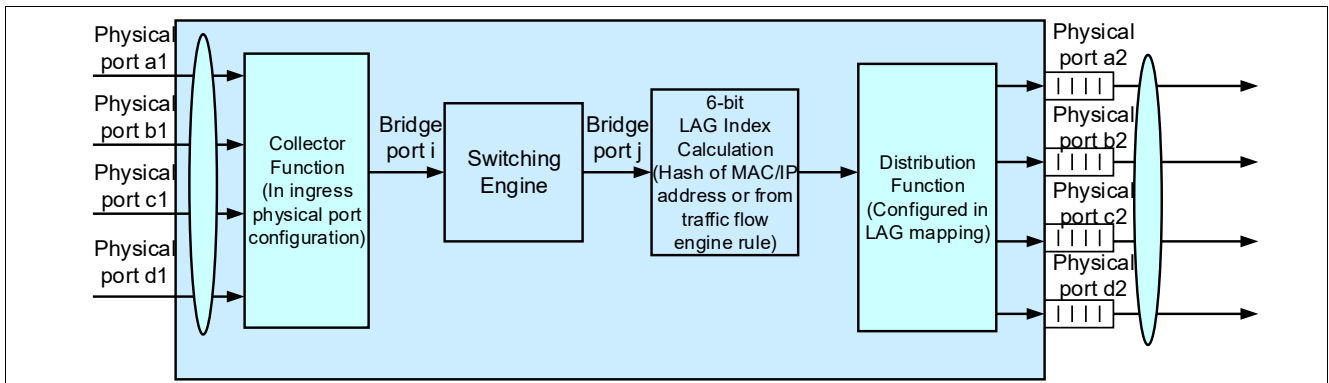 Physical
port a1
Physical
port b1
Physical
port c1
Physical
port d1
Collector
Function
(In ingress
physical port
configuration)
Bridge
port i
Switching
Engine
Bridge
port j
6-bit
LAG Index
Calculation
(Hash of MAC/IP
address or from
traffic flow
engine rule)
Distribution
Function
(Configured in
LAG mapping)
Physical
port a2
Physical
port b2
Physical
port c2
Physical
port d2